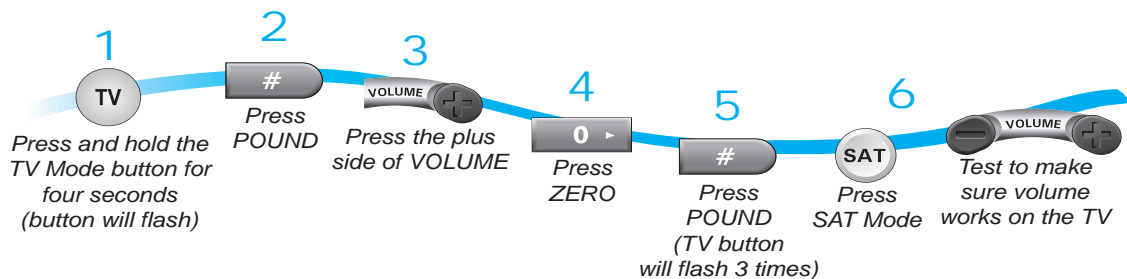 1
TV
Press and hold the
TV Mode button for
four seconds
(button will flash)
2
#
Press
POUND
3
VOLUME
Press the plus
side of VOLUME
4
0
Press
ZERO
5
#
Press
POUND
(TV button
will flash 3 times)
6
SAT
Press
SAT Mode
VOLUME
Test to make
sure volume
works on the TV